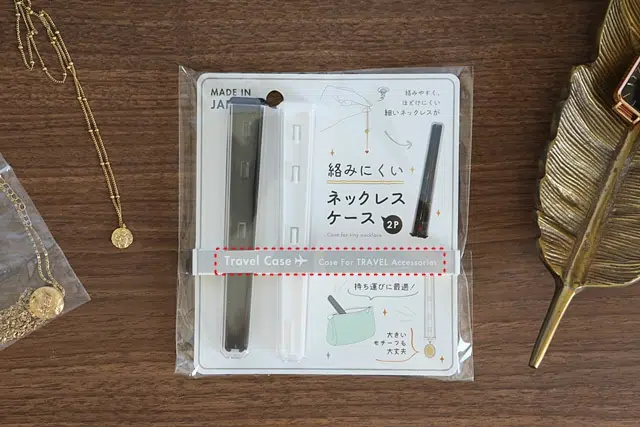 MADE IN
JAPAN
絡みやすく、
ほどけにくい
細いネックレスが
絡みにくい
ネックレス
ケース 2P
Case for tiny necklace
Travel Case Case For TRAVEL Accessories
持ち運びに最適!
大きい
モチーフも
大丈夫